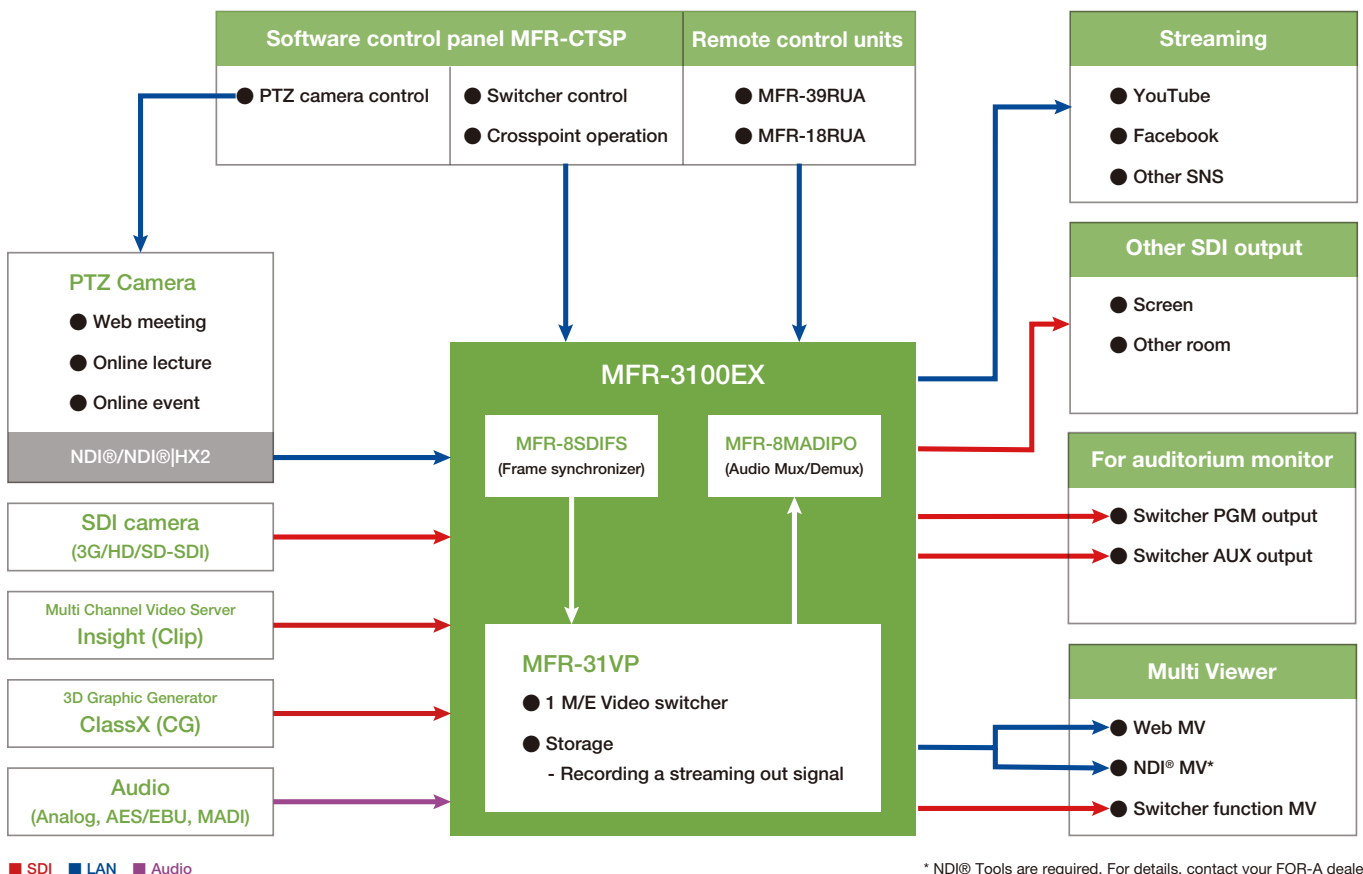 Software control panel MFR-CTSP
● PTZ camera control
● Switcher control
● Crosspoint operation
Remote control units
● MFR-39RUA
● MFR-18RUA
Streaming
● YouTube
● Facebook
● Other SNS
Other SDI output
● Screen
● Other room
PTZ Camera
● Web meeting
● Online lecture
● Online event
NDI®/NDI®|HX2
SDI camera
(3G/HD/SD-SDI)
Multi Channel Video Server
Insight (Clip)
3D Graphic Generator
ClassX (CG)
Audio
(Analog, AES/EBU, MADI)
MFR-3100EX
MFR-8SDIFS
(Frame synchronizer)
MFR-8MADIPO
(Audio Mux/Demux)
MFR-31VP
● 1 M/E Video switcher
● Storage
- Recording a streaming out signal
For auditorium monitor
● Switcher PGM output
● Switcher AUX output
Multi Viewer
● Web MV
● NDI® MV*
● Switcher function MV
■ SDI ■ LAN ■ Audio
* NDI® Tools are required. For details, contact your FOR-A deale